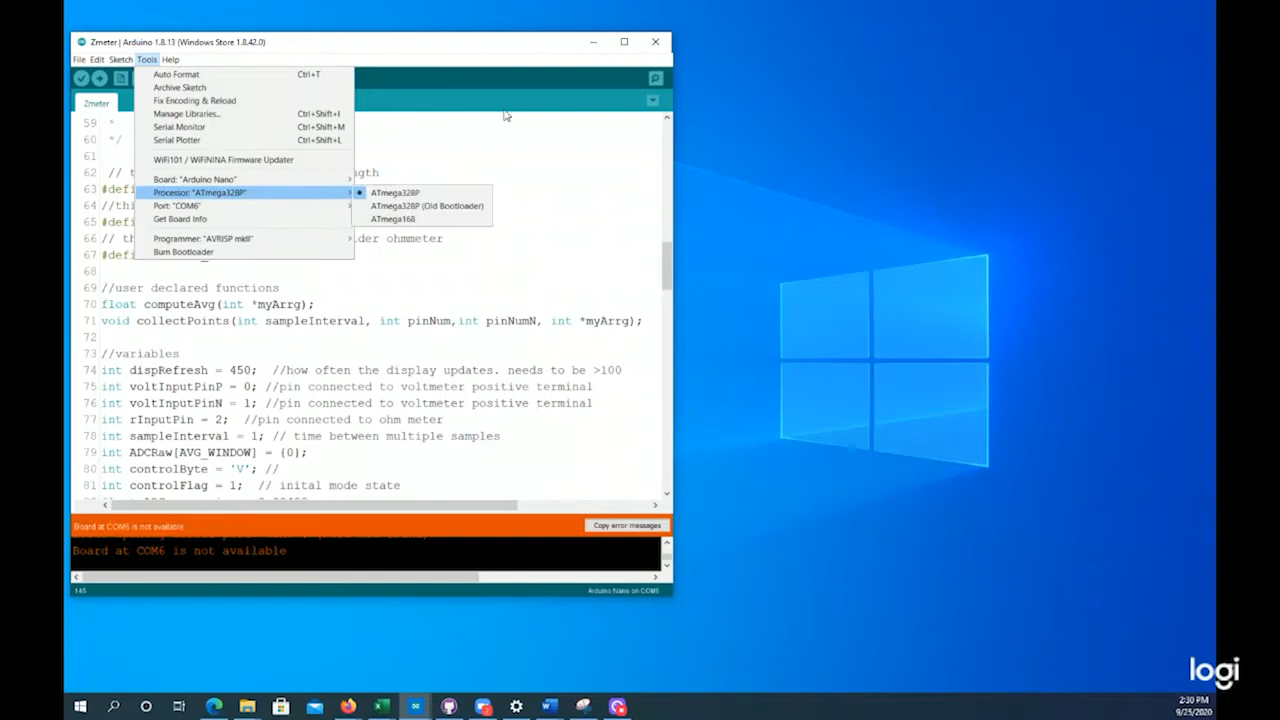 Zmeter | Arduino 1.8.13 (Windows Store 1.8.42.0)
File Edit Sketch Tools Help
Auto Format Ctrl+T
Archive Sketch
Fix Encoding & Reload
Manage Libraries... Ctrl+Shift+I
Serial Monitor Ctrl+Shift+M
Serial Plotter Ctrl+Shift+L
WiFi101 / WiFiNINA Firmware Updater
Board: "Arduino Nano"
Processor: "ATmega328P"
Port: "COM6"
Get Board Info
Programmer: "AVRISP mkII"
Burn Bootloader
ATmega328P
ATmega328P (Old Bootloader)
ATmega168
Zmeter
59 *
60 */
61
62 // t gth
63 #def
64 //thi
65 #def
66 // th ider ohmmeter
67 #def
68
69 //user declared functions
70 float computeAvg(int *myArrg);
71 void collectPoints(int sampleInterval, int pinNum,int pinNumN, int *myArrg);
72
73 //variables
74 int dispRefresh = 450; //how often the display updates. needs to be >100
75 int voltInputPinP = 0; //pin connected to voltmeter positive terminal
76 int voltInputPinN = 1; //pin connected to voltmeter positive terminal
77 int rInputPin = 2; //pin connected to ohm meter
78 int sampleInterval = 1; // time between multiple samples
79 int ADCRaw[AVG_WINDOW] = {0};
80 int controlByte = 'V'; //
81 int controlFlag = 1; // inital mode state
Board at COM6 is not available
Copy error messages
Board at COM6 is not available
145
Arduino Nano on COM6
logi
2:30 PM
9/25/2020